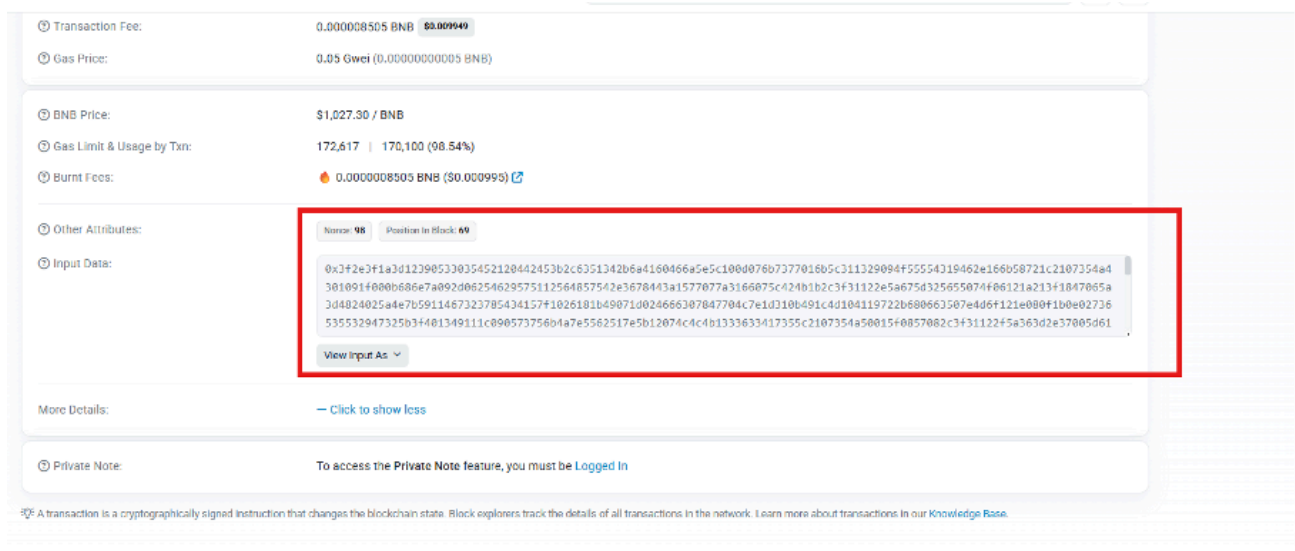 Transaction Fee: 0.000008505 BNB $0.009949
Gas Price: 0.05 Gwei (0.00000000005 BNB)
BNB Price: $1,027.30 / BNB
Gas Limit & Usage by Txn: 172,617 | 170,100 (98.54%)
Burnt Fees: 0.0000008505 BNB ($0.000995)
Other Attributes: Nonce: 98 Position In Block: 69
Input Data:
0x3f2e3f1a3d12390533035452120442453b2c6351342b6a4160466a5e5c100d076b7377016b5c311329094f55554319462e166b58721c2107354a4
301091f000b686e7a092d06254629575112564857542e3678443a1577077a3166075c424b1b2c3f31122e5a675d325655074f06121a213f1847065a
3d4824025a4e7b5911467323785434157f1026181b49071d024666307847704c7e1d310b491c4d104119722b680663507e4d6f121e080f1b0e02736
535532947325b3f401349111c090573756b4a7e5562517e5b12074c4c4b1333633417355c2107354a50015f0857082c3f31122f5a363d2e37005d61
View Input As
More Details: — Click to show less
Private Note: To access the Private Note feature, you must be Logged In
A transaction is a cryptographically signed instruction that changes the blockchain state. Block explorers track the details of all transactions in the network. Learn more about transactions in our Knowledge Base.